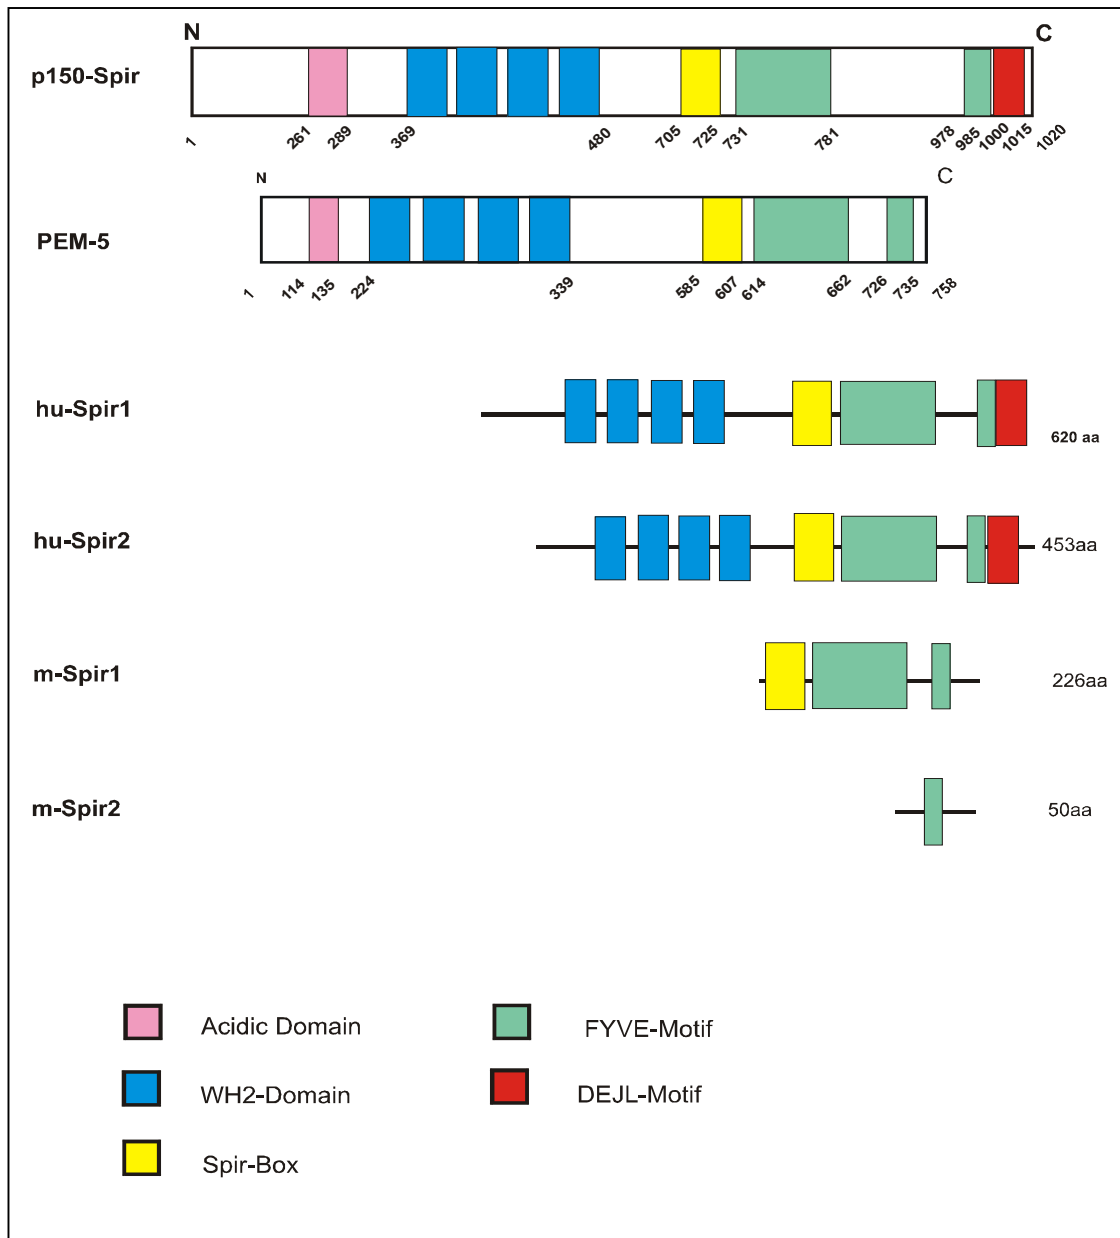 N C
p150-Spir
1 261 289 369 480 705 725 731 781 978 985 1000 1015 1020
N C
PEM-5
1 114 135 224 339 585 607 614 662 726 735 758
hu-Spir1
620 aa
hu-Spir2
453aa
m-Spir1
226aa
m-Spir2
50aa
Acidic Domain FYVE-Motif
WH2-Domain DEJL-Motif
Spir-Box